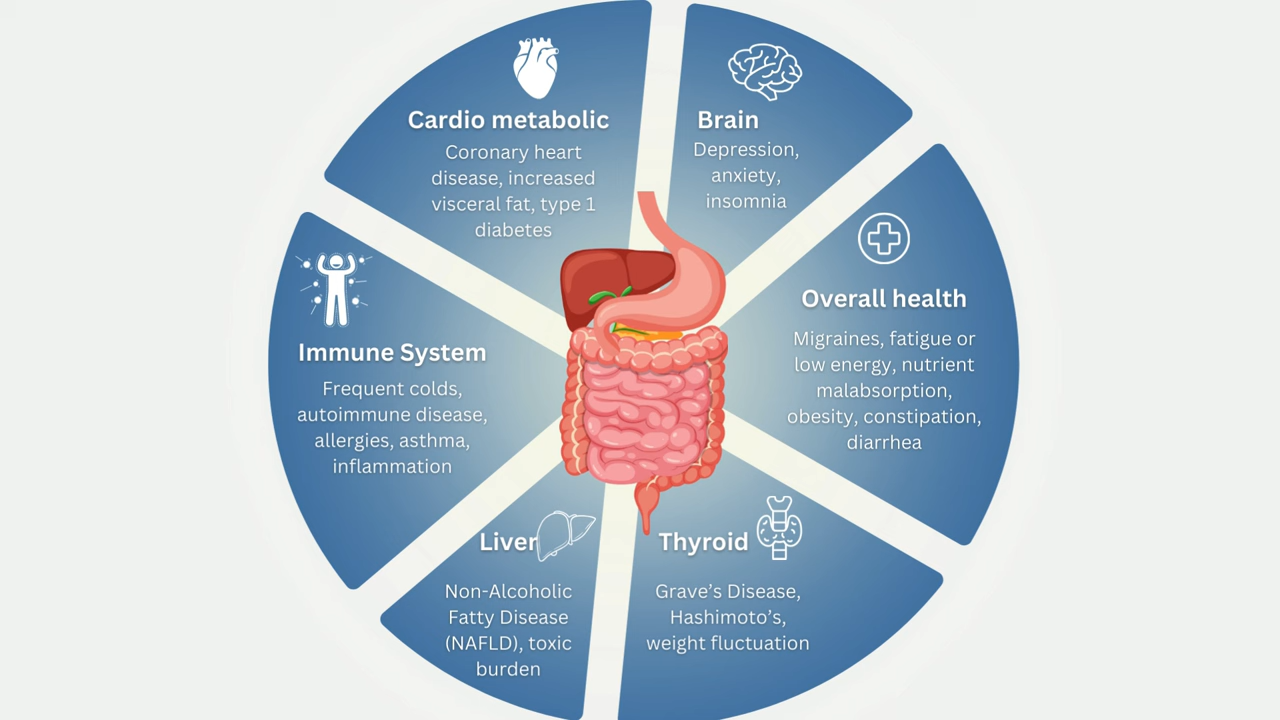 Cardio metabolic
Coronary heart
disease, increased
visceral fat, type 1
diabetes
Brain
Depression,
anxiety,
insomnia
Overall health
Migraines, fatigue or
low energy, nutrient
malabsorption,
obesity, constipation,
diarrhea
Immune System
Frequent colds,
autoimmune disease,
allergies, asthma,
inflammation
Liver
Non-Alcoholic
Fatty Disease
(NAFLD), toxic
burden
Thyroid
Grave’s Disease,
Hashimoto’s,
weight fluctuation